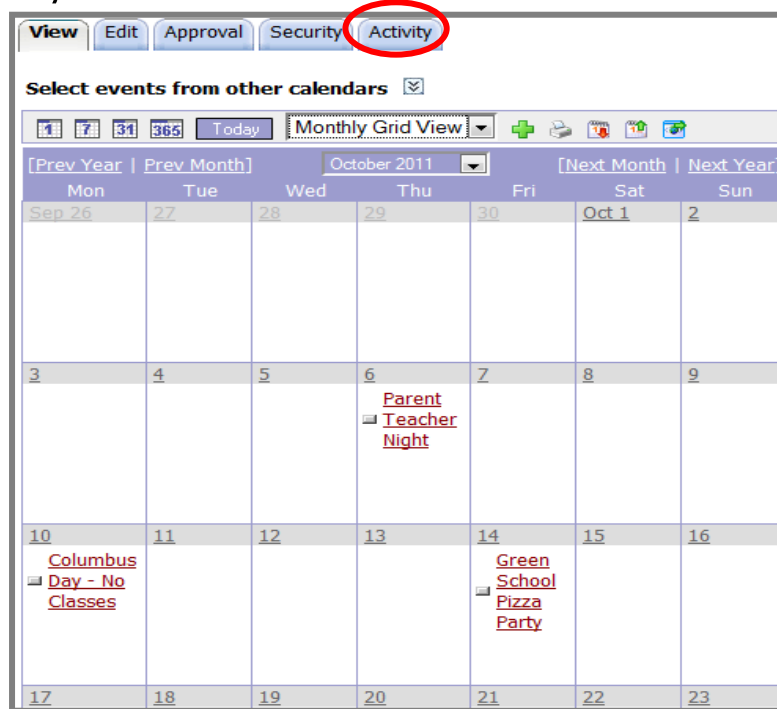 View Edit Approval Security Activity
Select events from other calendars
1 7 31 365 Today Monthly Grid View
[Prev Year | Prev Month] October 2011 [Next Month | Next Year]
Mon Tue Wed Thu Fri Sat Sun
Sep 26 27 28 29 30 Oct 1 2
3 4 5 6 7 8 9
Parent
Teacher
Night
10 11 12 13 14 15 16
Columbus Green
Day - No School
Classes Pizza
Party
17 18 19 20 21 22 23